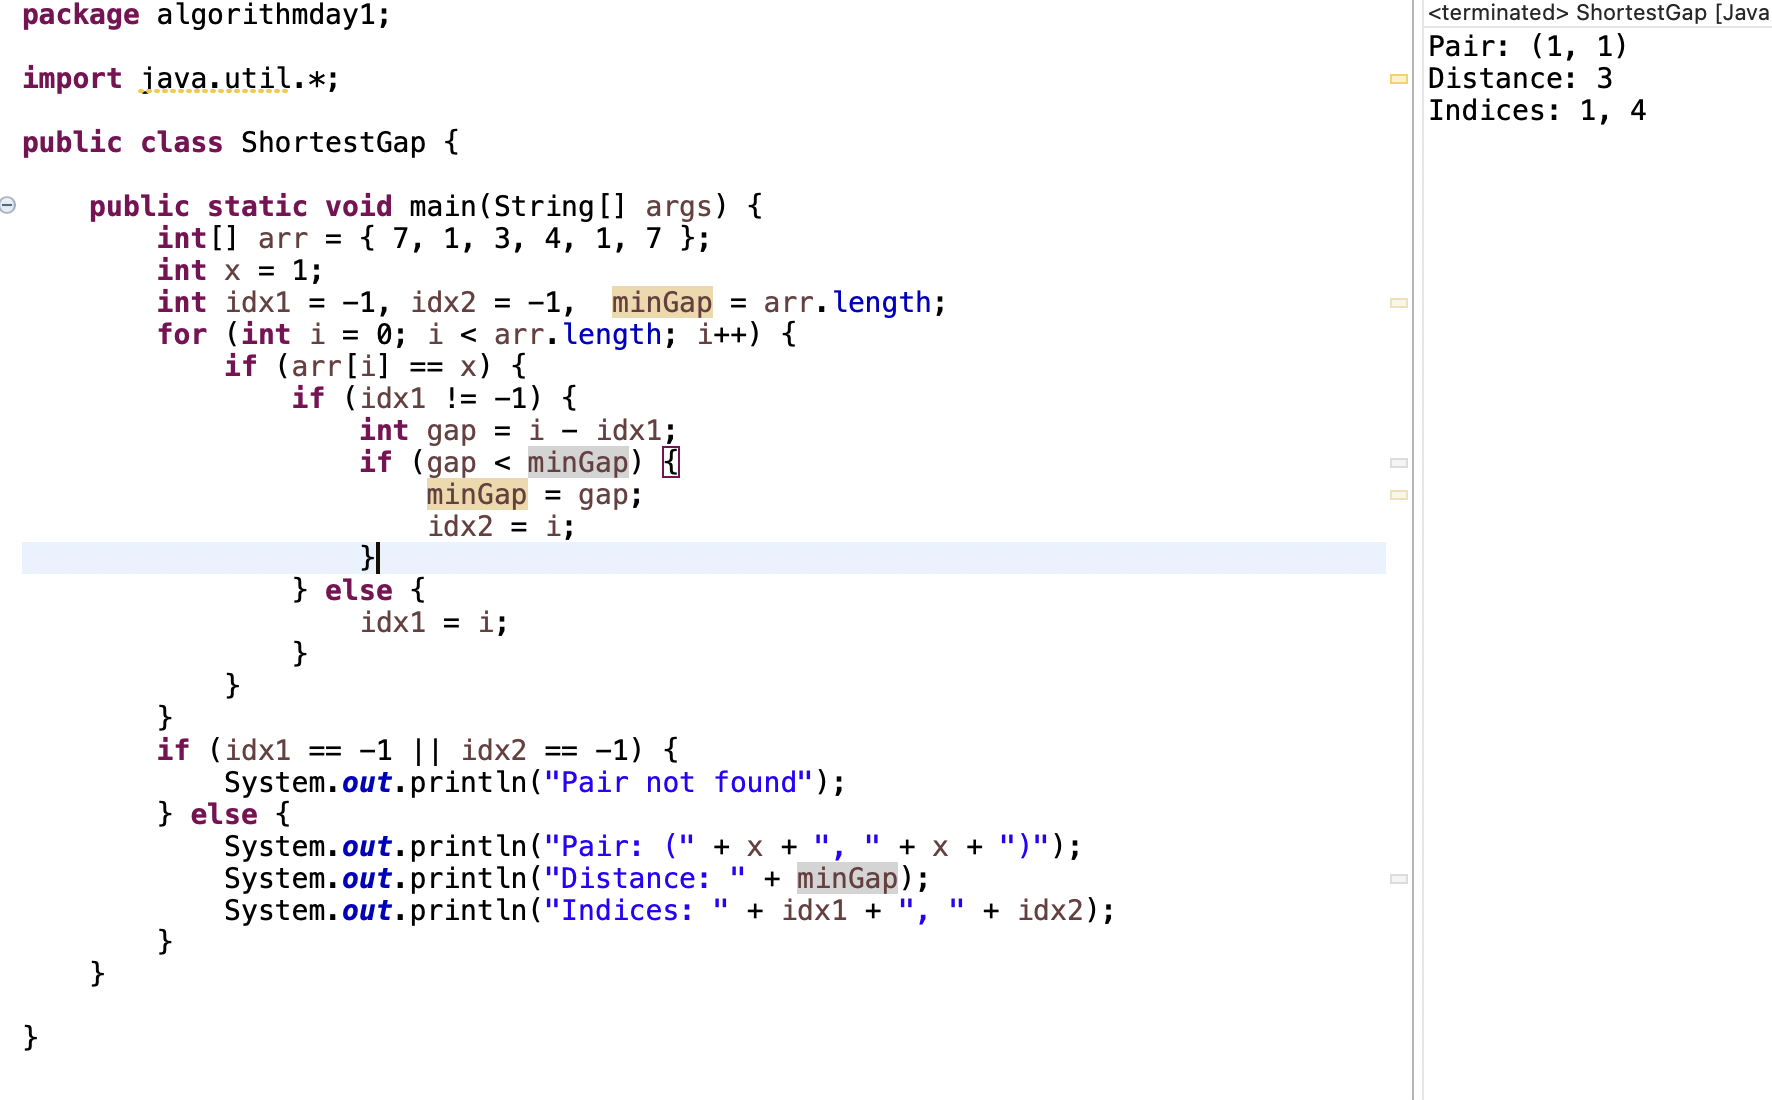 package algorithmday1;
import java.util.*;
public class ShortestGap {
public static void main(String[] args) {
int[] arr = { 7, 1, 3, 4, 1, 7 };
int x = 1;
int idx1 = -1, idx2 = -1,  minGap = arr.length;
for (int i = 0; i < arr.length; i++) {
if (arr[i] == x) {
if (idx1 != -1) {
int gap = i - idx1;
if (gap < minGap) {
minGap = gap;
idx2 = i;
}
} else {
idx1 = i;
}
}
}
if (idx1 == -1 || idx2 == -1) {
System.out.println("Pair not found");
} else {
System.out.println("Pair: (" + x + ", " + x + ")");
System.out.println("Distance: " + minGap);
System.out.println("Indices: " + idx1 + ", " + idx2);
}
}
}
<terminated> ShortestGap [Java
Pair: (1, 1)
Distance: 3
Indices: 1, 4